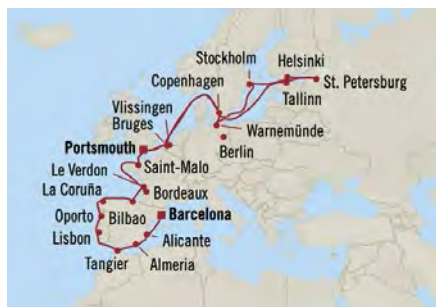 Stockholm
Helsinki
Copenhagen
St. Petersburg
Tallinn
Vlissingen
Bruges
Warnemünde
Berlin
Portsmouth
Le Verdon
Saint-Malo
La Coruña
Bordeaux
Oporto
Bilbao
Barcelona
Lisbon
Alicante
Tangier
Almeria